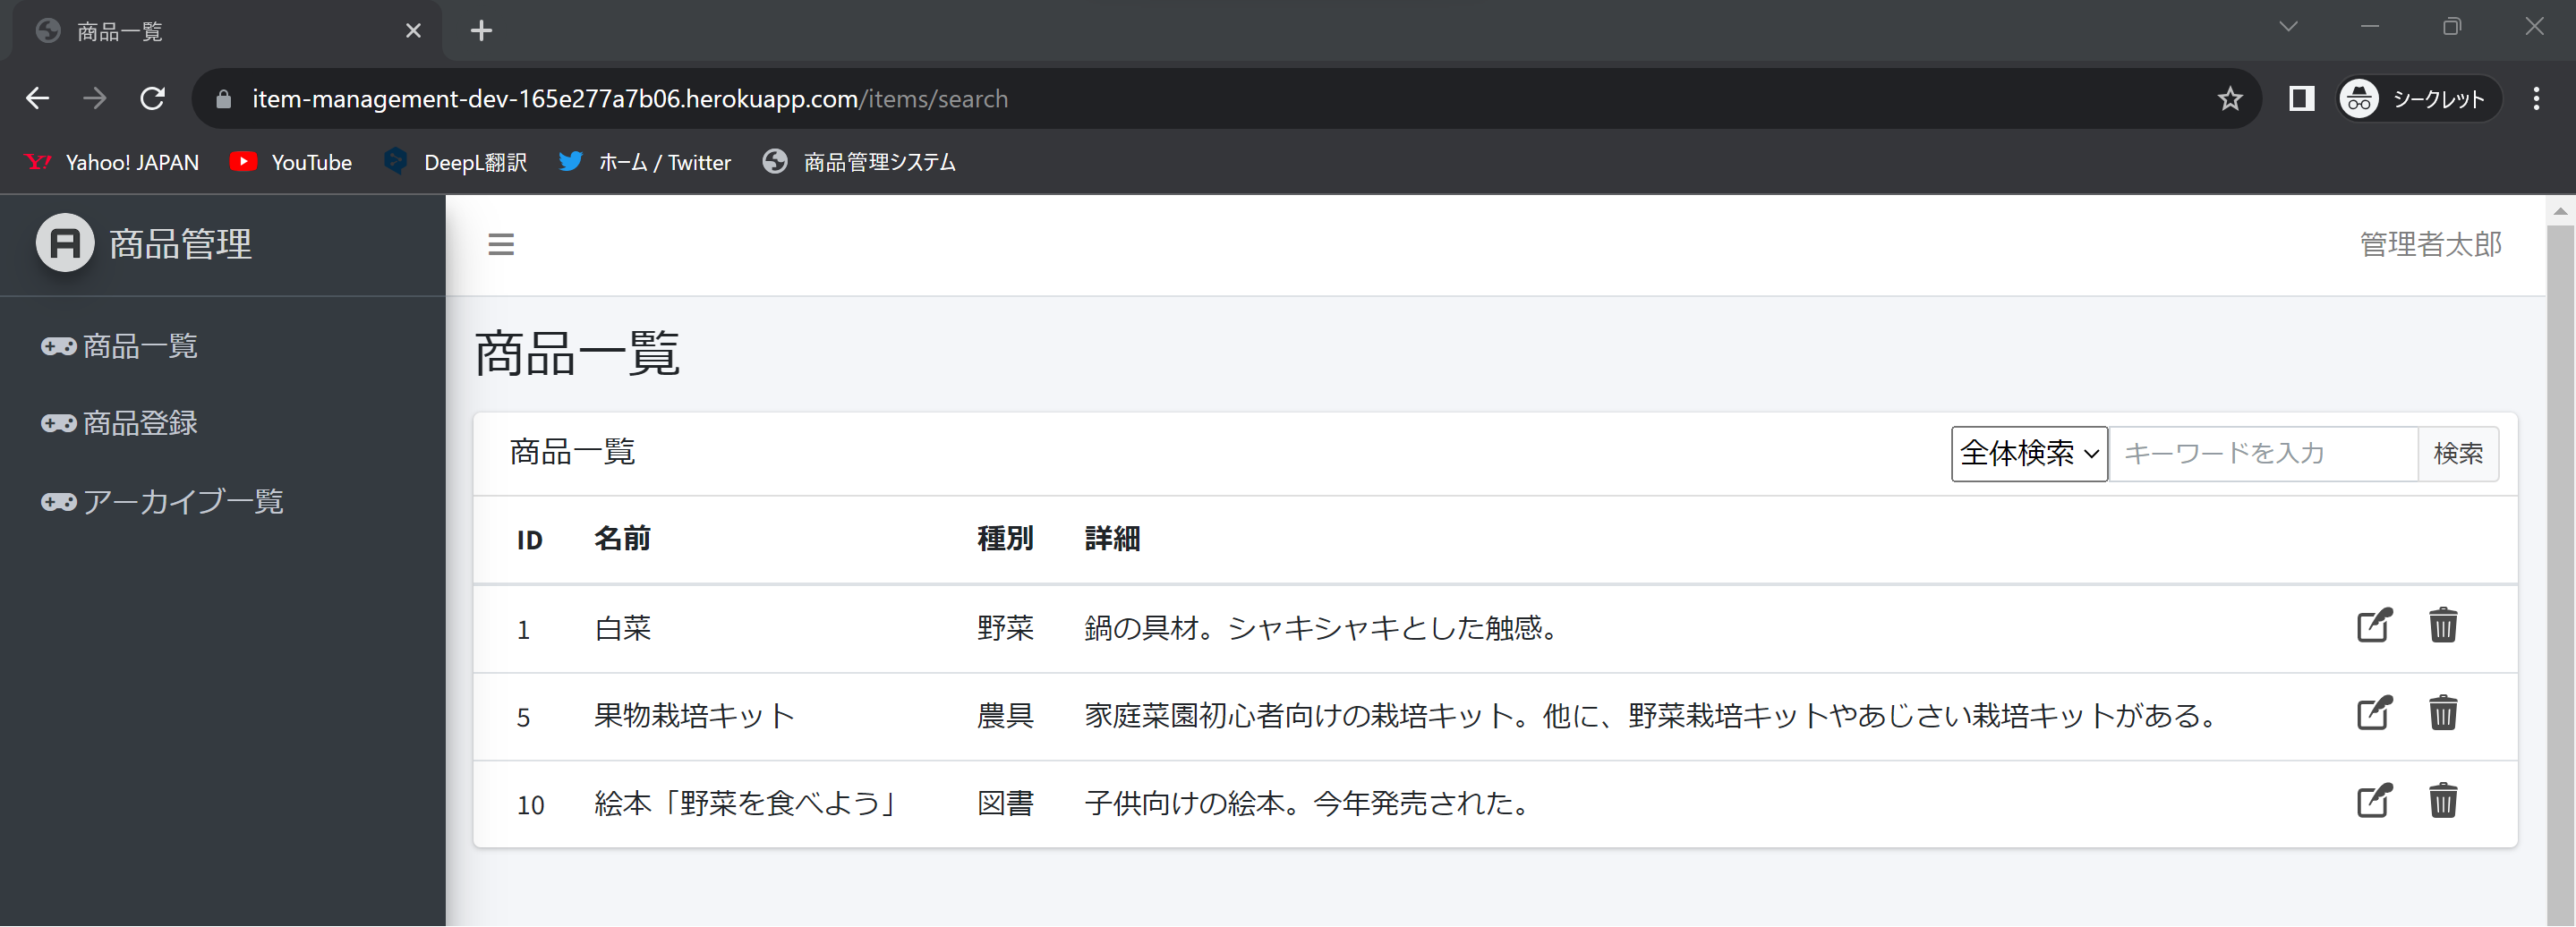 商品一覧
item-management-dev-165e277a7b06.herokuapp.com/items/search
シークレット
Yahoo! JAPAN YouTube DeepL翻訳 ホーム / Twitter 商品管理システム
商品管理
管理者太郎
商品一覧
商品登録
アーカイブ一覧
商品一覧
商品一覧 全体検索 キーワードを入力 検索
ID 名前 種別 詳細
1 白菜 野菜 鍋の具材。シャキシャキとした触感。
5 果物栽培キット 農具 家庭菜園初心者向けの栽培キット。他に、野菜栽培キットやあじさい栽培キットがある。
10 絵本「野菜を食べよう」 図書 子供向けの絵本。今年発売された。